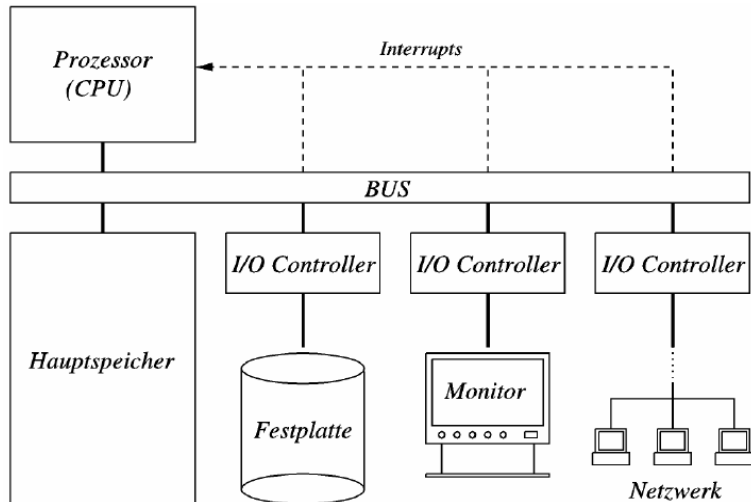 Prozessor
(CPU)
Interrupts
BUS
I/O Controller
I/O Controller
I/O Controller
Hauptspeicher
Festplatte
Monitor
Netzwerk